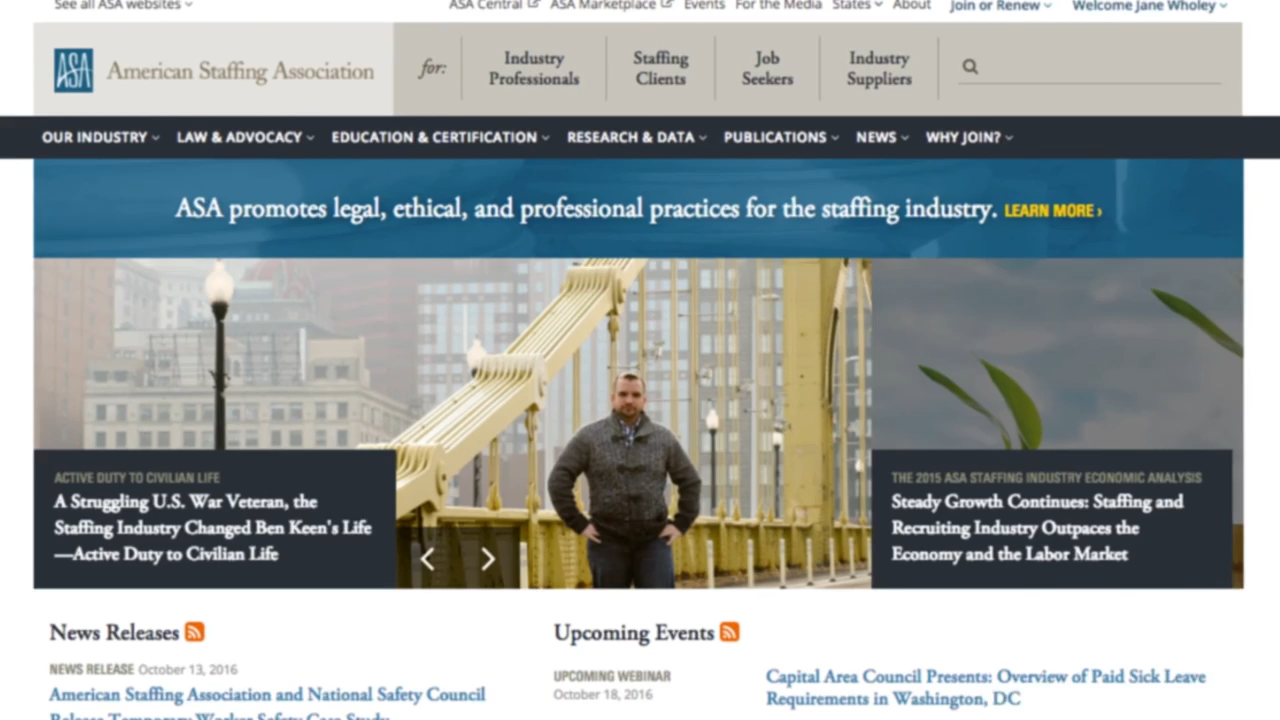 See all ASA websites
ASA Central ASA Marketplace Events For the Media States About Join or Renew Welcome Jane Wholey
ASA American Staffing Association
for:
Industry
Professionals
Staffing
Clients
Job
Seekers
Industry
Suppliers
OUR INDUSTRY LAW & ADVOCACY EDUCATION & CERTIFICATION RESEARCH & DATA PUBLICATIONS NEWS WHY JOIN?
ASA promotes legal, ethical, and professional practices for the staffing industry. LEARN MORE ›
ACTIVE DUTY TO CIVILIAN LIFE
A Struggling U.S. War Veteran, the
Staffing Industry Changed Ben Keen's Life
—Active Duty to Civilian Life
THE 2015 ASA STAFFING INDUSTRY ECONOMIC ANALYSIS
Steady Growth Continues: Staffing and
Recruiting Industry Outpaces the
Economy and the Labor Market
News Releases
NEWS RELEASE October 13, 2016
American Staffing Association and National Safety Council
Release Temporary Worker Safety Case Study
Upcoming Events
UPCOMING WEBINAR
October 18, 2016
Capital Area Council Presents: Overview of Paid Sick Leave
Requirements in Washington, DC